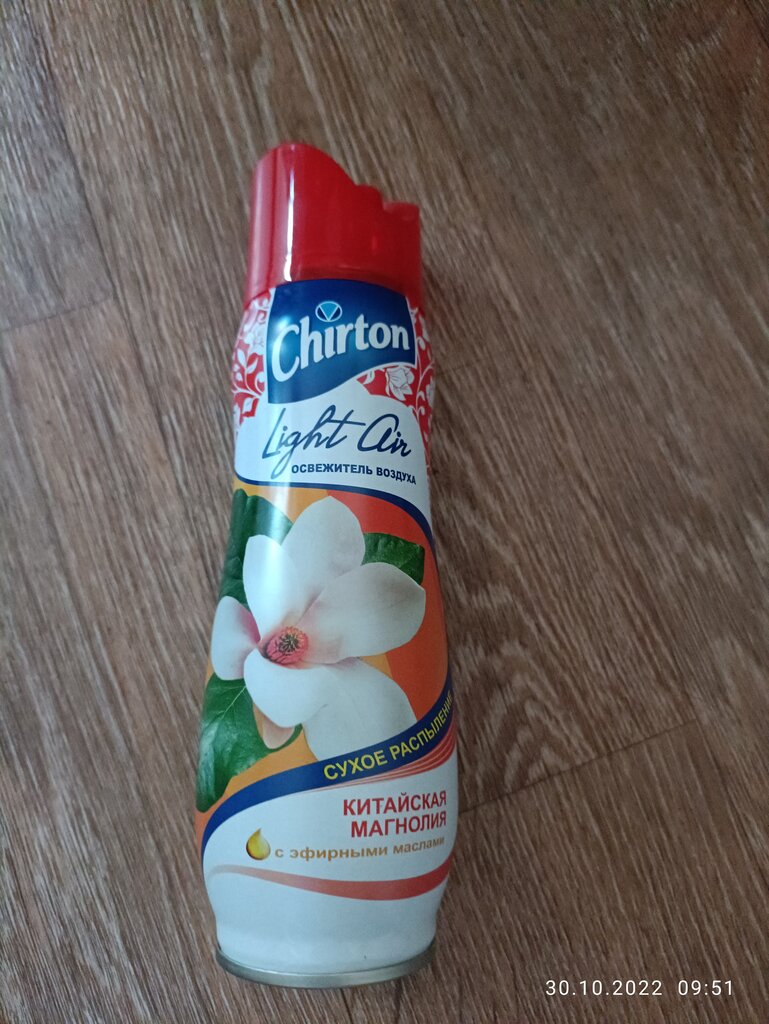 Chirton
Light Air
ОСВЕЖИТЕЛЬ ВОЗДУХА
СУХОЕ РАСПЫЛЕНИЕ
КИТАЙСКАЯ
МАГНОЛИЯ
с эфирными маслами
30.10.2022 09:51